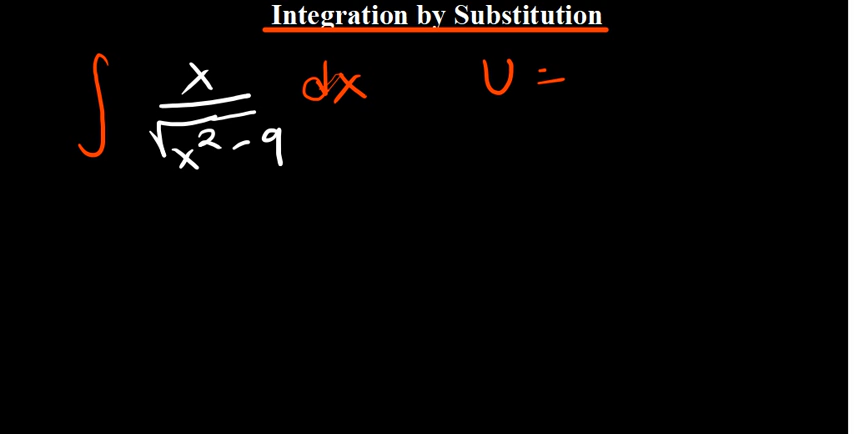 Integration by Substitution
∫ x / √(x² - 9) dx U =